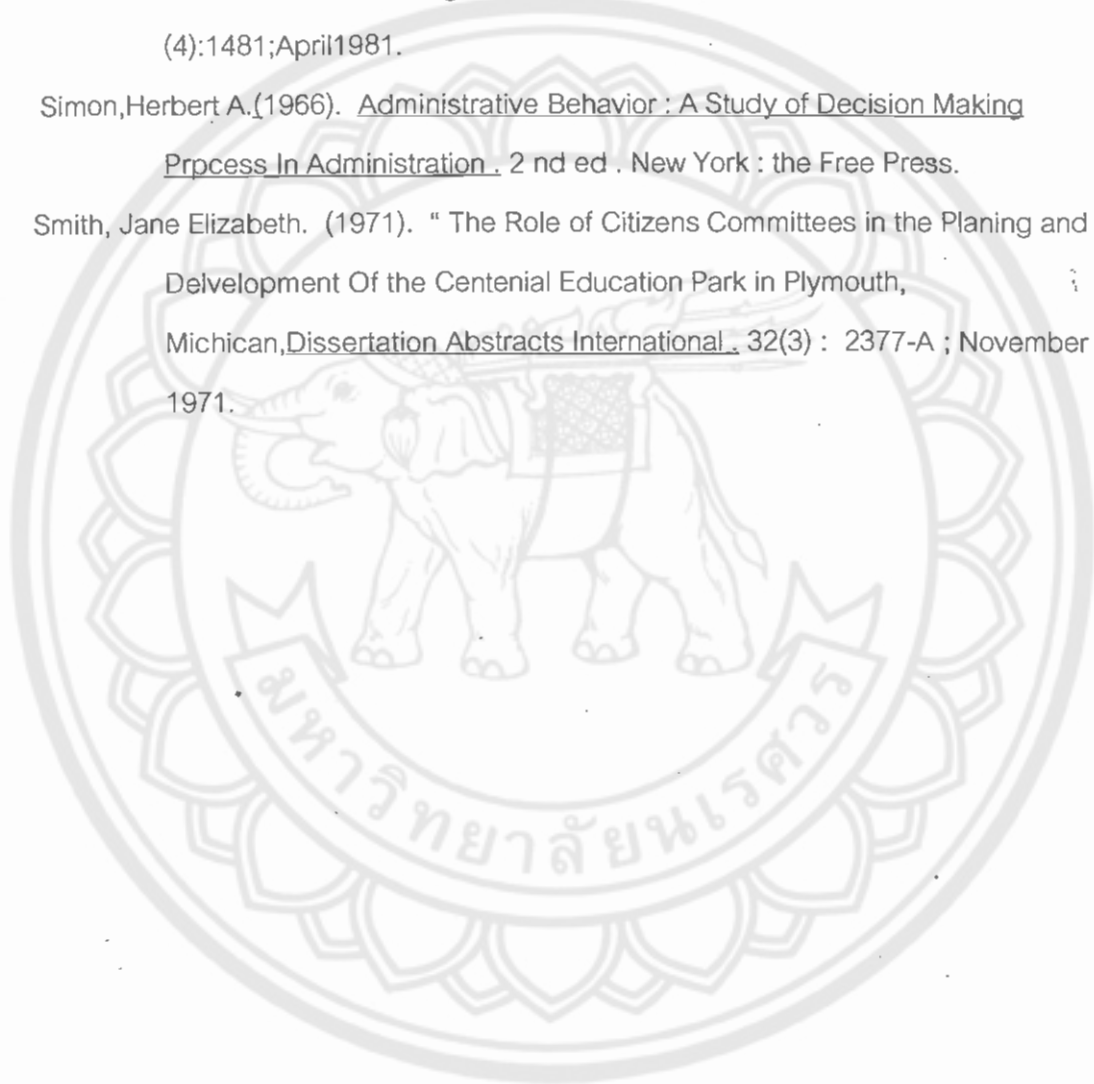 (4):1481;April1981.
Simon,Herbert A.(1966). Administrative Behavior : A Study of Decision Making
Prpcess In Administration . 2 nd ed . New York : the Free Press.
Smith, Jane Elizabeth. (1971). “ The Role of Citizens Committees in the Planing and
Delvelopment Of the Centenial Education Park in Plymouth,
Michican,Dissertation Abstracts International . 32(3) : 2377-A ; November
1971.
มหาวิทยาลัยนเรศวร